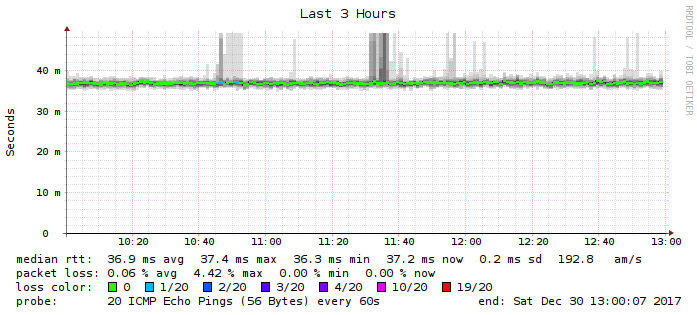 Last 3 Hours
RRDTOOL / TOBI OETIKER
Seconds
40 m
30 m
20 m
10 m
0
10:20 10:40 11:00 11:20 11:40 12:00 12:20 12:40 13:00
median rtt: 36.9 ms avg 37.4 ms max 36.3 ms min 37.2 ms now 0.2 ms sd 192.8 am/s
packet loss: 0.06 % avg 4.42 % max 0.00 % min 0.00 % now
loss color: 0 1/20 2/20 3/20 4/20 10/20 19/20
probe: 20 ICMP Echo Pings (56 Bytes) every 60s end: Sat Dec 30 13:00:07 2017